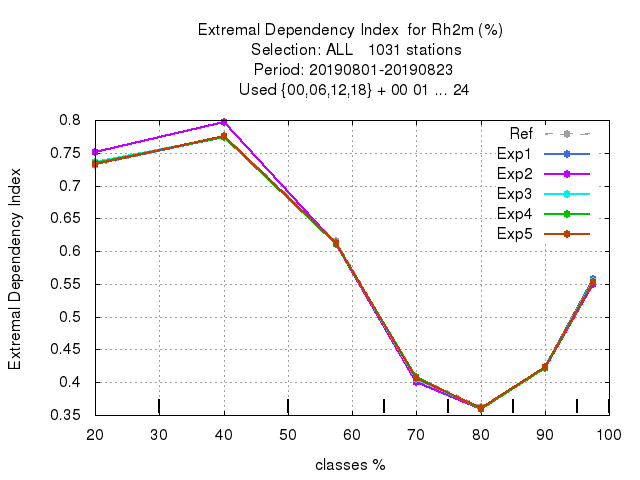 Extremal Dependency Index  for Rh2m (%)
Selection: ALL   1031 stations
Period: 20190801-20190823
Used {00,06,12,18} + 00 01 ... 24
Extremal Dependency Index
0.8
0.75
0.7
0.65
0.6
0.55
0.5
0.45
0.4
0.35
Ref
Exp1
Exp2
Exp3
Exp4
Exp5
20 30 40 50 60 70 80 90 100
classes %